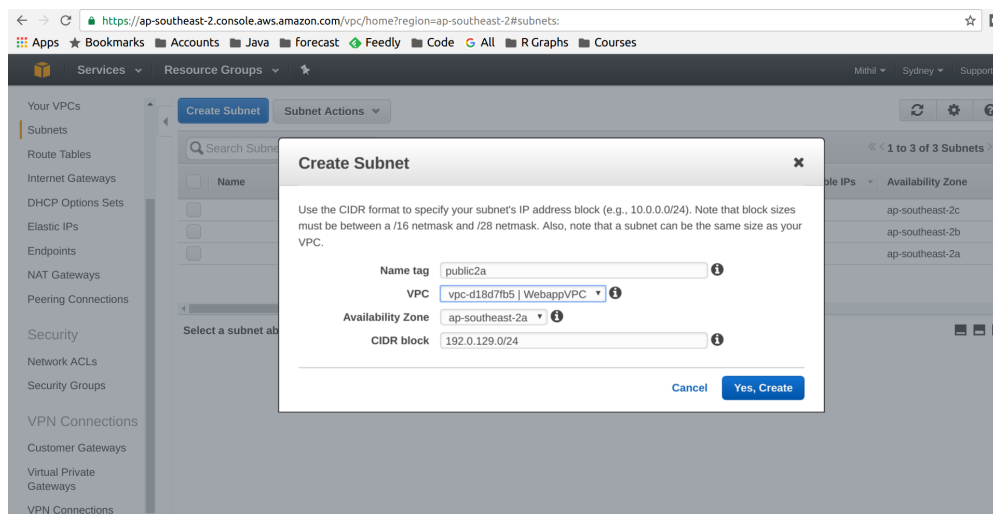 https://ap-southeast-2.console.aws.amazon.com/vpc/home?region=ap-southeast-2#subnets:
Apps Bookmarks Accounts Java forecast Feedly Code G All R Graphs Courses
Services Resource Groups Mithil Sydney Support
Your VPCs
Subnets
Route Tables
Internet Gateways
DHCP Options Sets
Elastic IPs
Endpoints
NAT Gateways
Peering Connections
Security
Network ACLs
Security Groups
VPN Connections
Customer Gateways
Virtual Private
Gateways
VPN Connections
Create Subnet Subnet Actions
Search Subne 1 to 3 of 3 Subnets
Name ble IPs Availability Zone
ap-southeast-2c
ap-southeast-2b
ap-southeast-2a
Select a subnet ab
Create Subnet
Use the CIDR format to specify your subnet's IP address block (e.g., 10.0.0.0/24). Note that block sizes
must be between a /16 netmask and /28 netmask. Also, note that a subnet can be the same size as your
VPC.
Name tag public2a
VPC vpc-d18d7fb5 | WebappVPC
Availability Zone ap-southeast-2a
CIDR block 192.0.129.0/24
Cancel Yes, Create